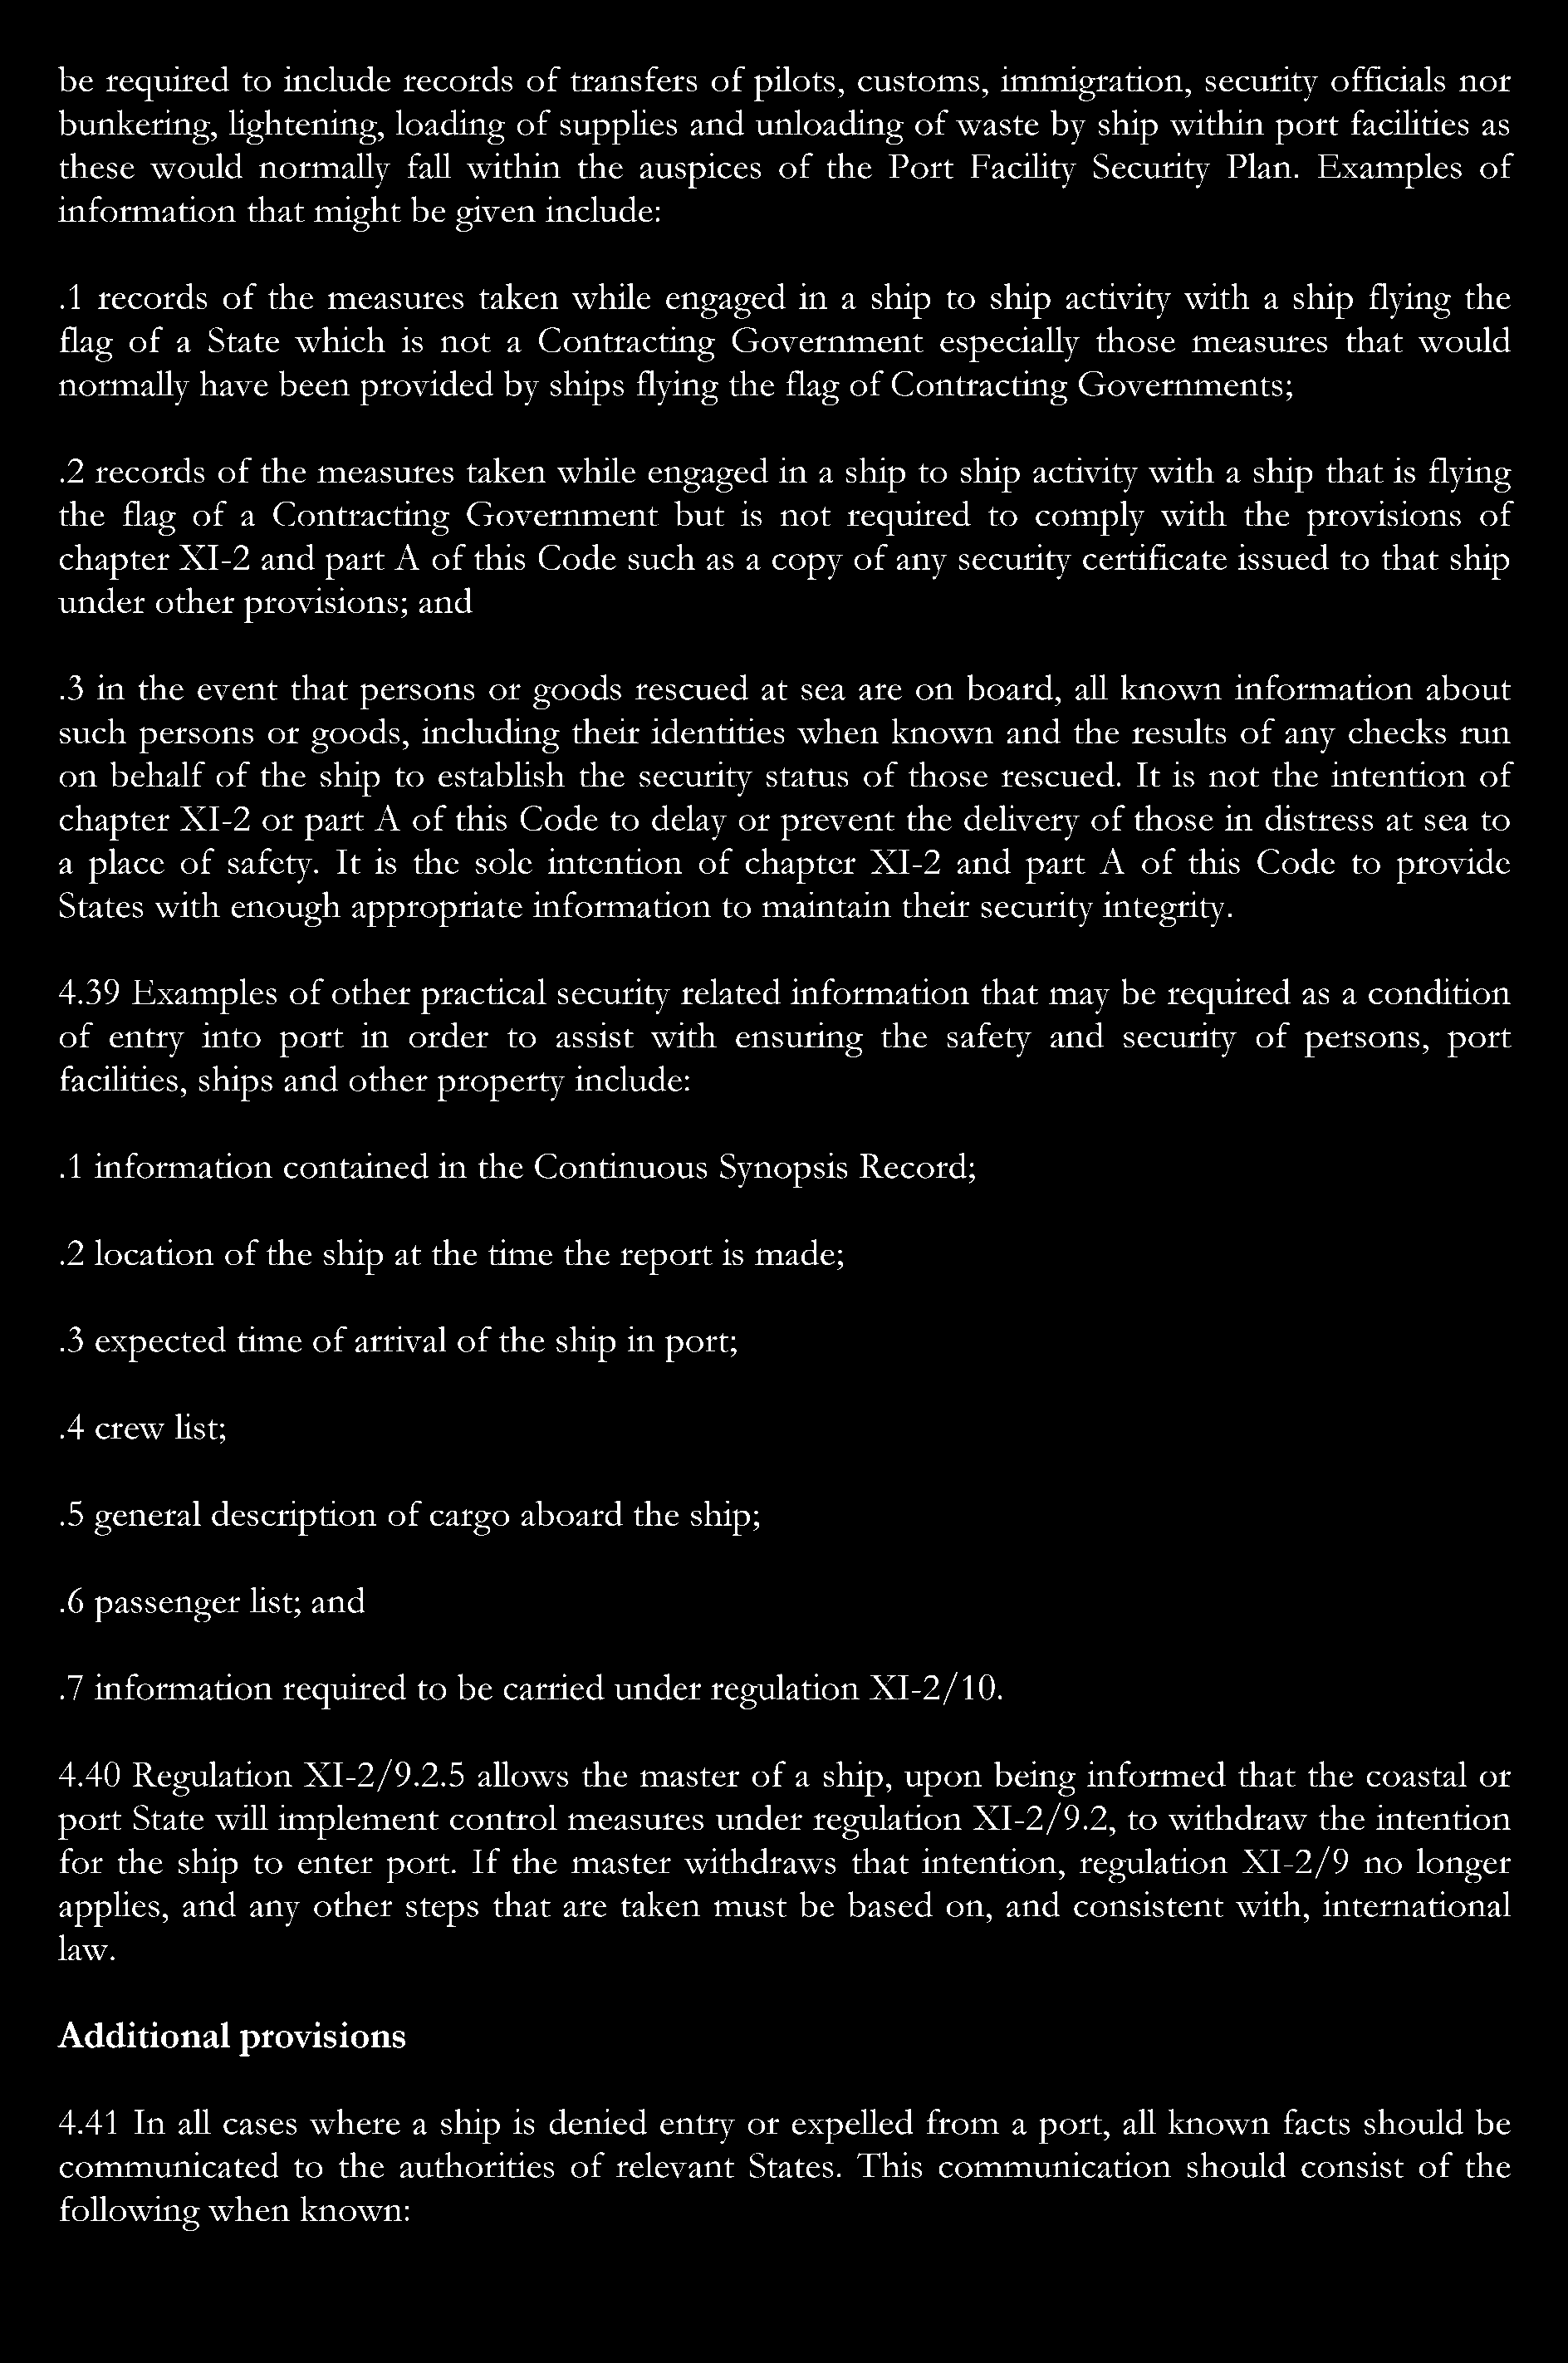 be required to include records of transfers of pilots, customs, immigration, security officials nor
bunkering, lightening, loading of supplies and unloading of waste by ship within port facilities as
these would normally fall within the auspices of the Port Facility Security Plan. Examples of
information that might be given include:
.1 records of the measures taken while engaged in a ship to ship activity with a ship flying the
flag of a State which is not a Contracting Government especially those measures that would
normally have been provided by ships flying the flag of Contracting Governments;
.2 records of the measures taken while engaged in a ship to ship activity with a ship that is flying
the flag of a Contracting Government but is not required to comply with the provisions of
chapter XI-2 and part A of this Code such as a copy of any security certificate issued to that ship
under other provisions; and
.3 in the event that persons or goods rescued at sea are on board, all known information about
such persons or goods, including their identities when known and the results of any checks run
on behalf of the ship to establish the security status of those rescued. It is not the intention of
chapter XI-2 or part A of this Code to delay or prevent the delivery of those in distress at sea to
a place of safety. It is the sole intention of chapter XI-2 and part A of this Code to provide
States with enough appropriate information to maintain their security integrity.
4.39 Examples of other practical security related information that may be required as a condition
of entry into port in order to assist with ensuring the safety and security of persons, port
facilities, ships and other property include:
.1 information contained in the Continuous Synopsis Record;
.2 location of the ship at the time the report is made;
.3 expected time of arrival of the ship in port;
.4 crew list;
.5 general description of cargo aboard the ship;
.6 passenger list; and
.7 information required to be carried under regulation XI-2/10.
4.40 Regulation XI-2/9.2.5 allows the master of a ship, upon being informed that the coastal or
port State will implement control measures under regulation XI-2/9.2, to withdraw the intention
for the ship to enter port. If the master withdraws that intention, regulation XI-2/9 no longer
applies, and any other steps that are taken must be based on, and consistent with, international
law.
Additional provisions
4.41 In all cases where a ship is denied entry or expelled from a port, all known facts should be
communicated to the authorities of relevant States. This communication should consist of the
following when known: